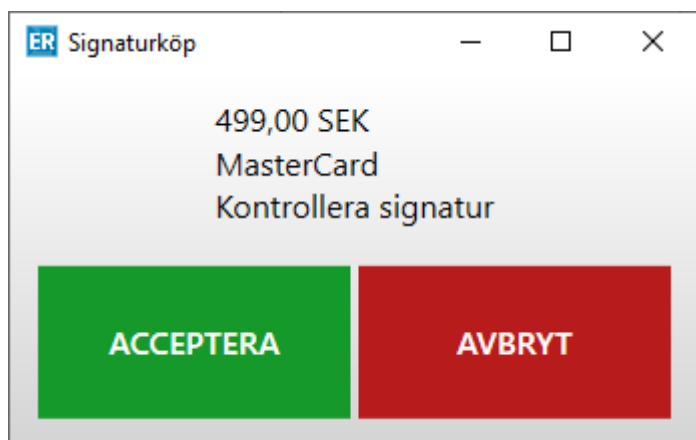 ER Signaturköp
499,00 SEK
MasterCard
Kontrollera signatur
ACCEPTERA AVBRYT